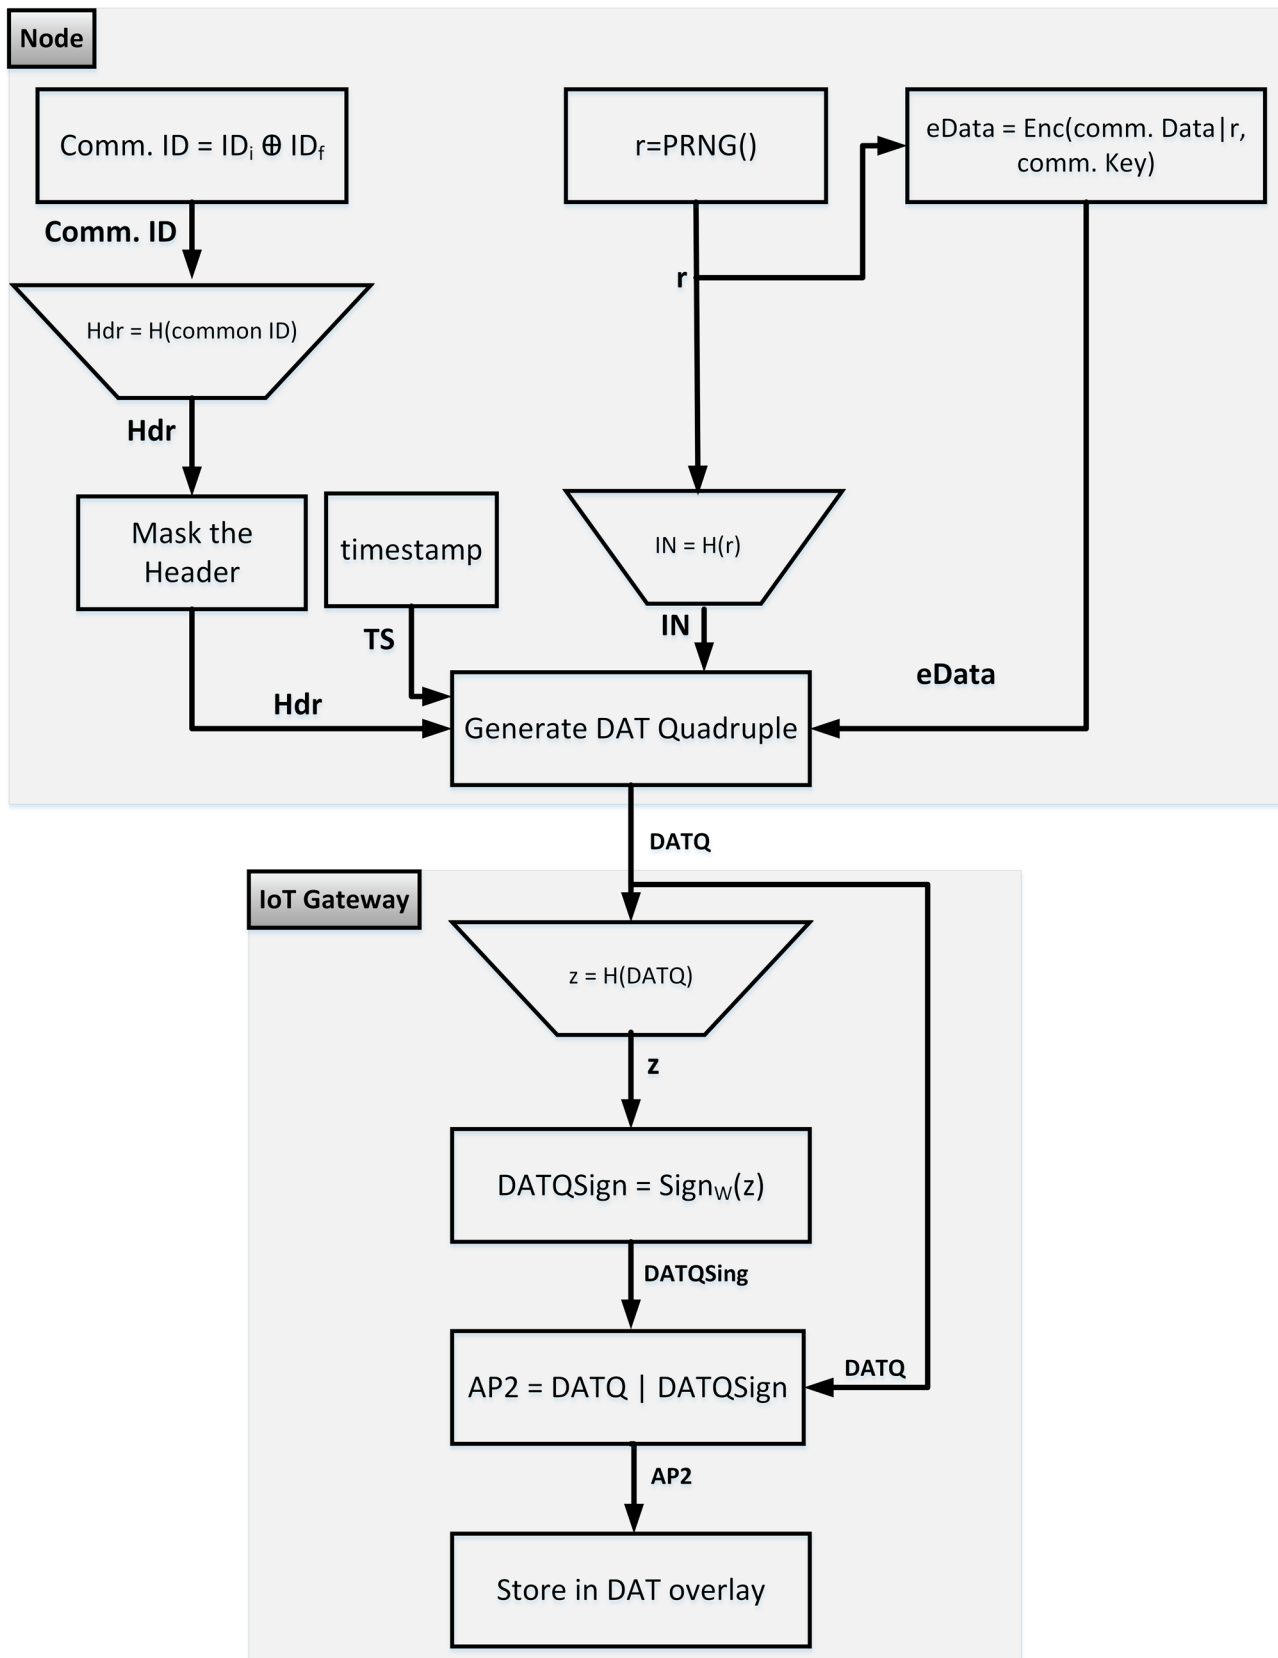 Node
Comm. ID = IDi ⊕ IDf
r=PRNG()
eData = Enc(comm. Data|r,
comm. Key)
Comm. ID
r
Hdr = H(common ID)
Hdr
Mask the
Header
timestamp
IN = H(r)
TS
IN
eData
Hdr
Generate DAT Quadruple
DATQ
IoT Gateway
z = H(DATQ)
z
DATQSign = SignW(z)
DATQSing
DATQ
AP2 = DATQ | DATQSign
AP2
Store in DAT overlay